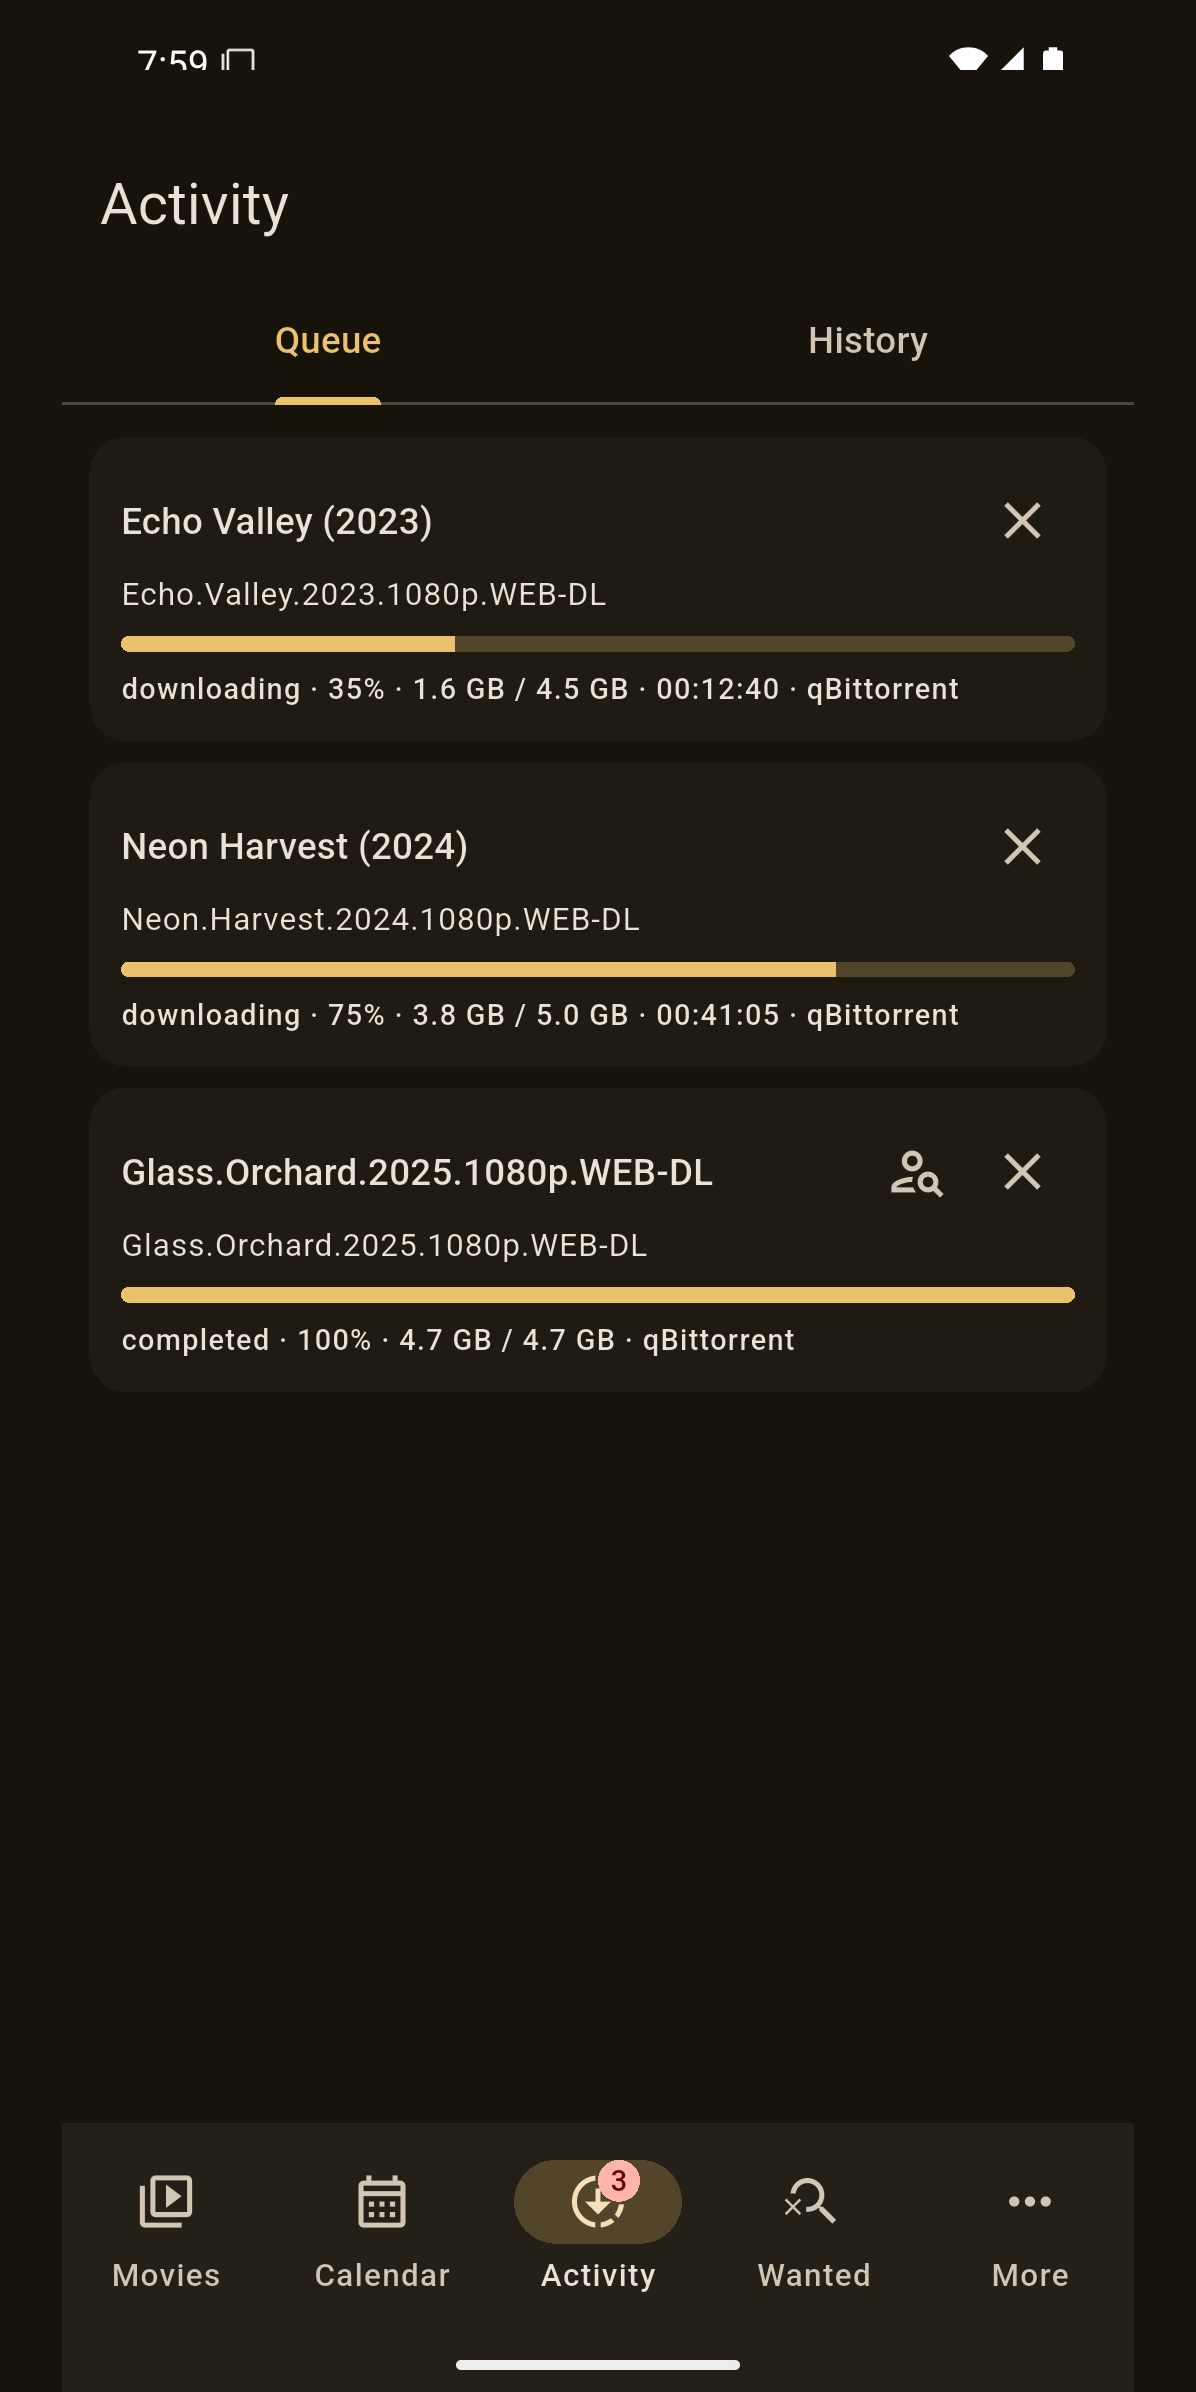 7:59
Activity
Queue
History
Echo Valley (2023)
Echo.Valley.2023.1080p.WEB-DL
downloading · 35% · 1.6 GB / 4.5 GB · 00:12:40 · qBittorrent
Neon Harvest (2024)
Neon.Harvest.2024.1080p.WEB-DL
downloading · 75% · 3.8 GB / 5.0 GB · 00:41:05 · qBittorrent
Glass.Orchard.2025.1080p.WEB-DL
Glass.Orchard.2025.1080p.WEB-DL
completed · 100% · 4.7 GB / 4.7 GB · qBittorrent
3
Movies
Calendar
Activity
Wanted
More